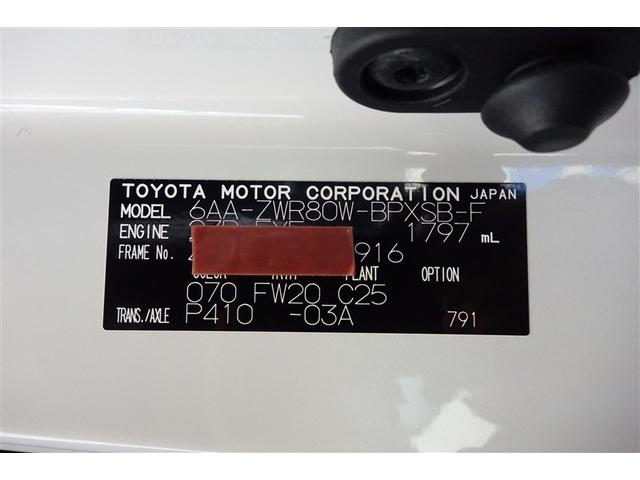 TOYOTA MOTOR CORPORATION JAPAN
MODEL 6AA-ZWR80W-BPXSB-F
ENGINE 1797 mL
FRAME No. 916
PLANT OPTION
070 FW20 C25
TRANS./AXLE P410 -03A 791